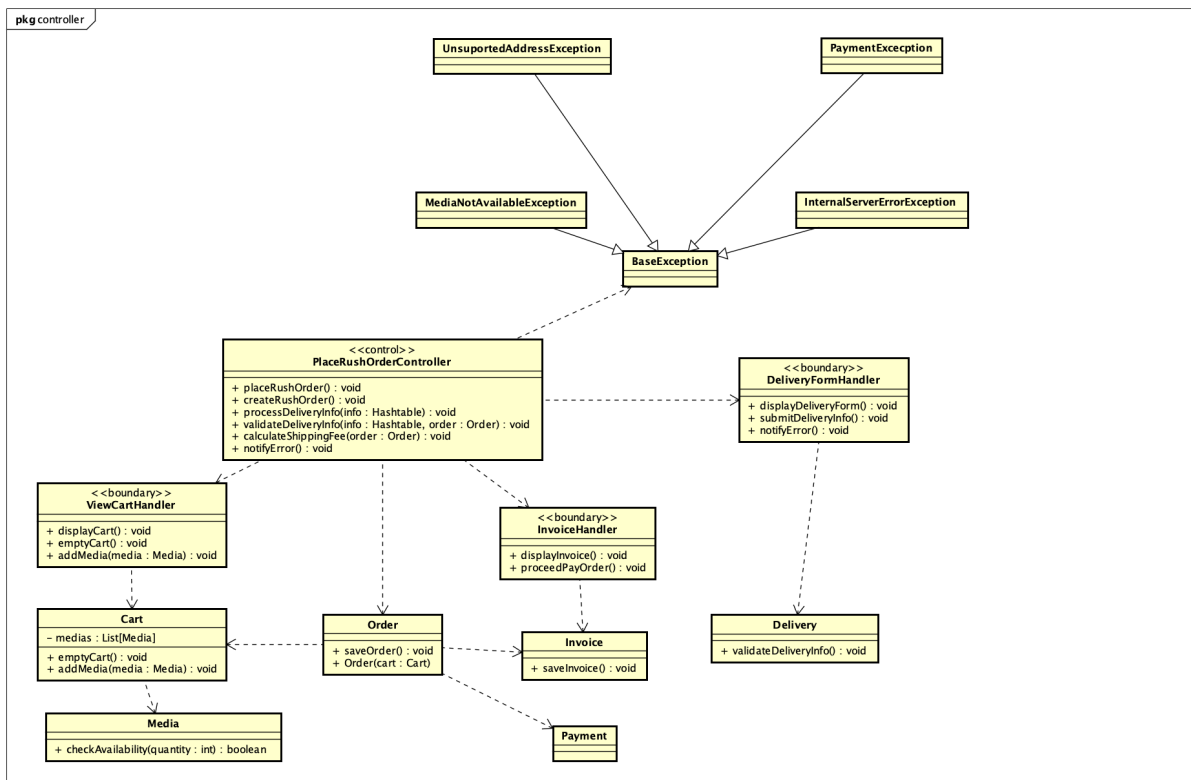 pkg controller
UnsuportedAddressException
PaymentExcecption
MediaNotAvailableException
InternalServerErrorException
BaseException
<<control>>
PlaceRushOrderController
+ placeRushOrder() : void
+ createRushOrder() : void
+ processDeliveryInfo(info : Hashtable) : void
+ validateDeliveryInfo(info : Hashtable, order : Order) : void
+ calculateShippingFee(order : Order) : void
+ notifyError() : void
<<boundary>>
DeliveryFormHandler
+ displayDeliveryForm() : void
+ submitDeliveryInfo() : void
+ notifyError() : void
<<boundary>>
ViewCartHandler
+ displayCart() : void
+ emptyCart() : void
+ addMedia(media : Media) : void
<<boundary>>
InvoiceHandler
+ displayInvoice() : void
+ proceedPayOrder() : void
Cart
- medias : List[Media]
+ emptyCart() : void
+ addMedia(media : Media) : void
Order
+ saveOrder() : void
+ Order(cart : Cart)
Invoice
+ saveInvoice() : void
Delivery
+ validateDeliveryInfo() : void
Media
+ checkAvailability(quantity : int) : boolean
Payment